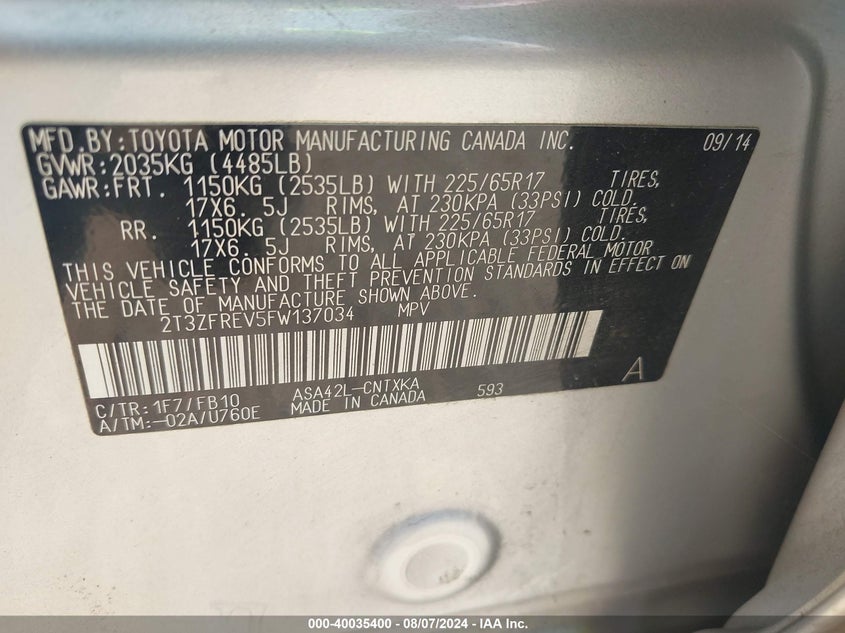 MFD.BY:TOYOTA MOTOR MANUFACTURING CANADA INC. 09/14
GVWR:2035KG (4485LB)
GAWR:FRT. 1150KG (2535LB) WITH 225/65R17 TIRES,
17X6. 5J RIMS, AT 230KPA (33PSI) COLD.
RR. 1150KG (2535LB) WITH 225/65R17 TIRES,
17X6. 5J RIMS, AT 230KPA (33PSI) COLD.
THIS VEHICLE CONFORMS TO ALL APPLICABLE FEDERAL MOTOR
VEHICLE SAFETY AND THEFT PREVENTION STANDARDS IN EFFECT ON
THE DATE OF MANUFACTURE SHOWN ABOVE.
2T3ZFREV5FW137034 MPV
C/TR:1F7/FB10 ASA42L-CNTXKA 593 A
A/TM:-02A/U760E MADE IN CANADA
000-40035400 - 08/07/2024 - IAA Inc.